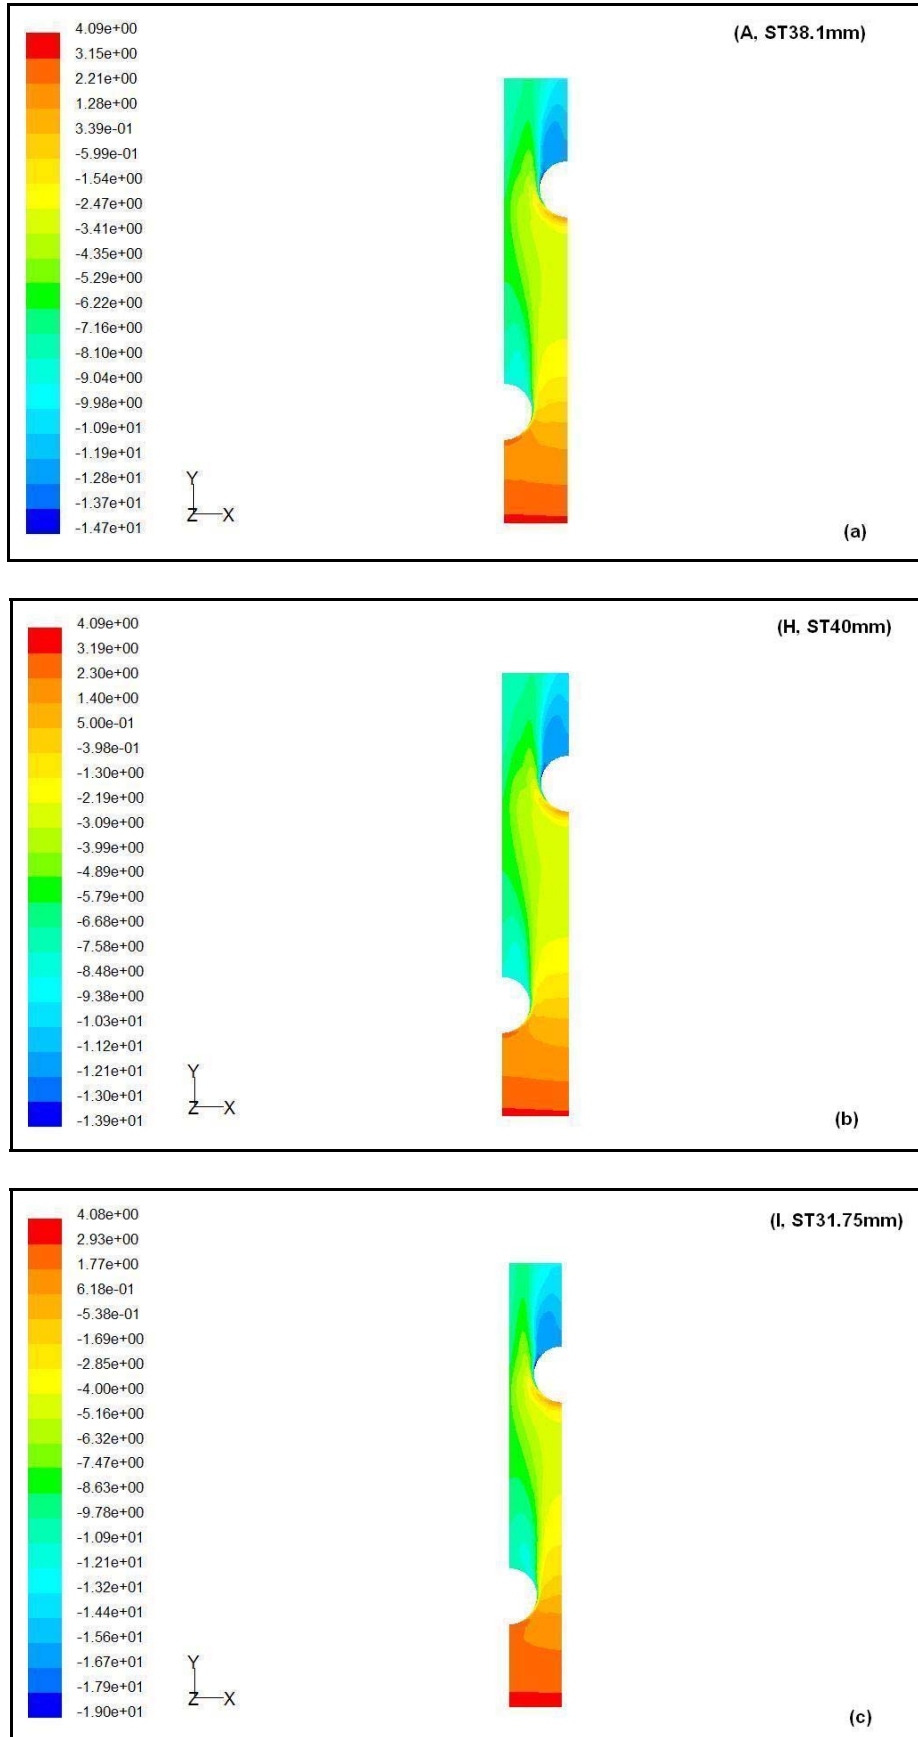 4.09e+00
(A, ST38.1mm)
3.15e+00
2.21e+00
1.28e+00
3.39e-01
-5.99e-01
-1.54e+00
-2.47e+00
-3.41e+00
-4.35e+00
-5.29e+00
-6.22e+00
-7.16e+00
-8.10e+00
-9.04e+00
-9.98e+00
-1.09e+01
-1.19e+01
-1.28e+01
-1.37e+01
-1.47e+01
Y
Z X
(a)
4.09e+00
(H, ST40mm)
3.19e+00
2.30e+00
1.40e+00
5.00e-01
-3.98e-01
-1.30e+00
-2.19e+00
-3.09e+00
-3.99e+00
-4.89e+00
-5.79e+00
-6.68e+00
-7.58e+00
-8.48e+00
-9.38e+00
-1.03e+01
-1.12e+01
-1.21e+01
-1.30e+01
-1.39e+01
Y
Z X
(b)
4.08e+00
(I, ST31.75mm)
2.93e+00
1.77e+00
6.18e-01
-5.38e-01
-1.69e+00
-2.85e+00
-4.00e+00
-5.16e+00
-6.32e+00
-7.47e+00
-8.63e+00
-9.78e+00
-1.09e+01
-1.21e+01
-1.32e+01
-1.44e+01
-1.56e+01
-1.67e+01
-1.79e+01
-1.90e+01
Y
Z X
(c)